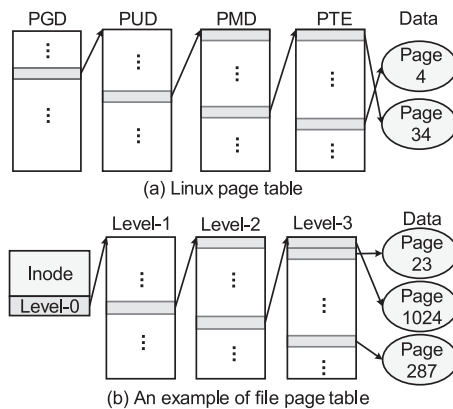 PGD PUD PMD PTE Data
Page
4
Page
34
(a) Linux page table
Level-1 Level-2 Level-3 Data
Inode
Level-0
Page
23
Page
1024
Page
287
(b) An example of file page table